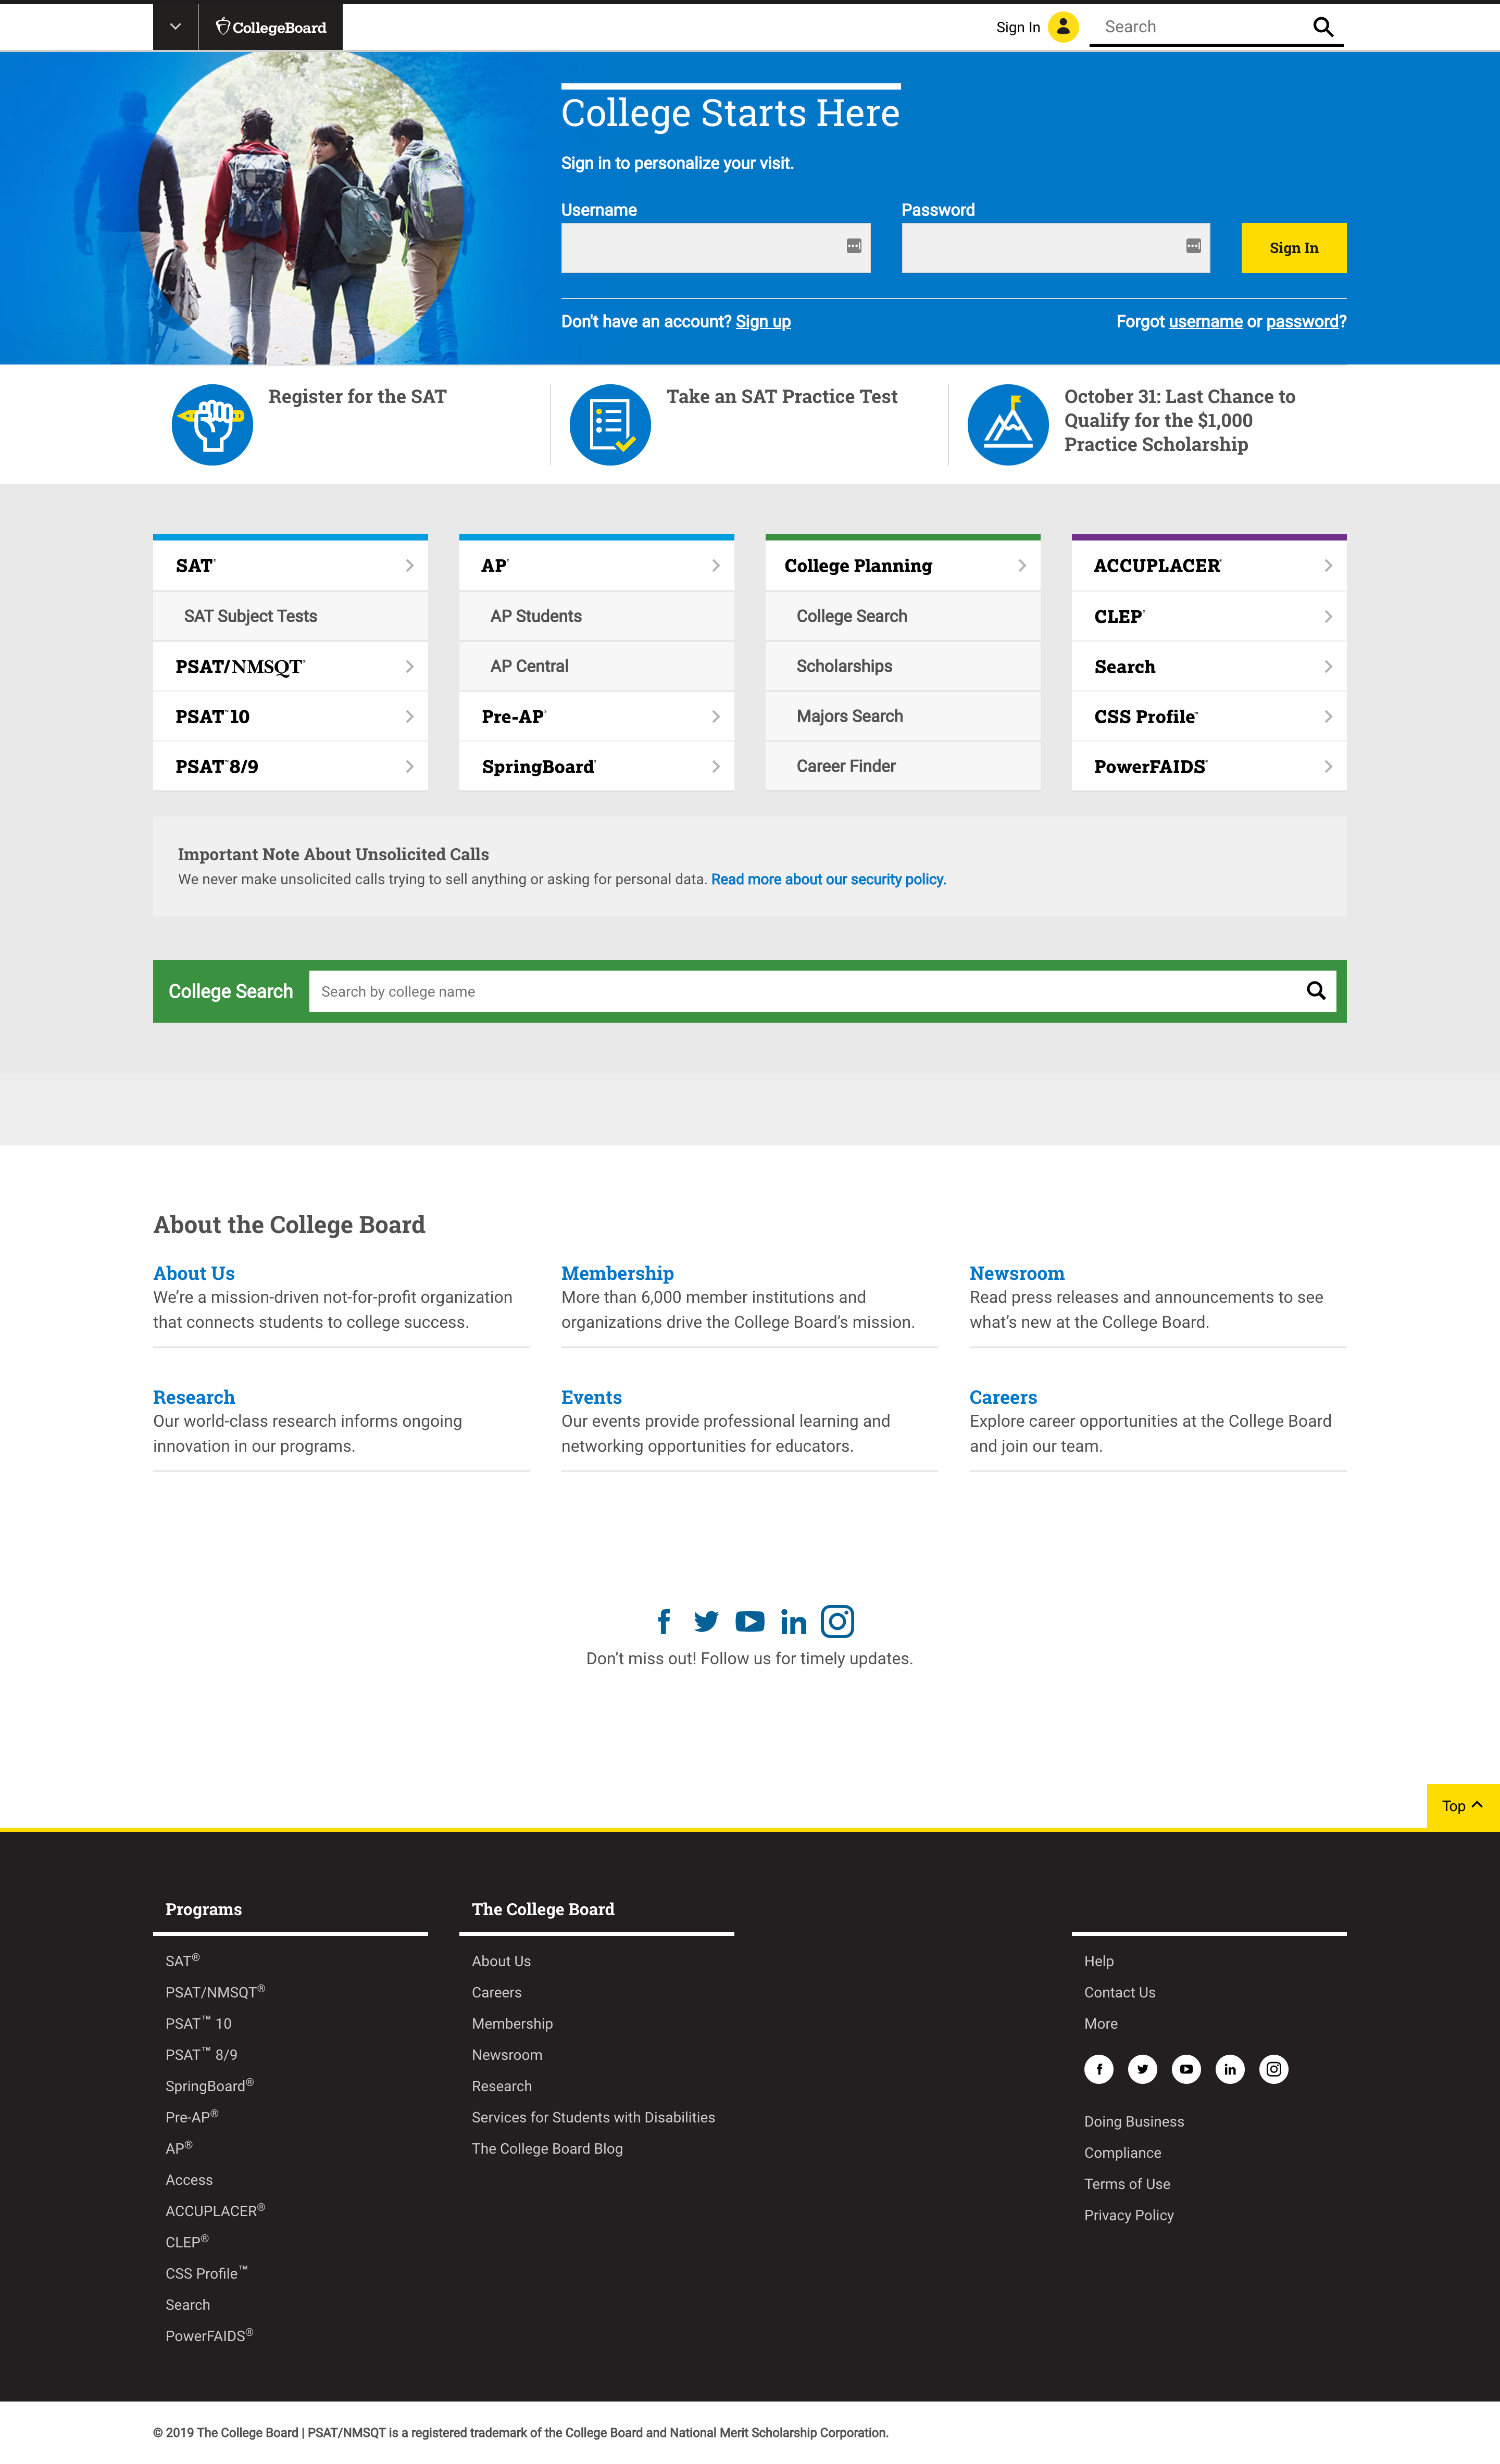 CollegeBoard
Sign In
Search
College Starts Here
Sign in to personalize your visit.
Username
Password
Sign In
Don't have an account? Sign up
Forgot username or password?
Register for the SAT
Take an SAT Practice Test
October 31: Last Chance to
Qualify for the $1,000
Practice Scholarship
SAT®
SAT Subject Tests
PSAT/NMSQT®
PSAT™ 10
PSAT™ 8/9
AP®
AP Students
AP Central
Pre-AP®
SpringBoard®
College Planning
College Search
Scholarships
Majors Search
Career Finder
ACCUPLACER®
CLEP®
Search
CSS Profile™
PowerFAIDS®
Important Note About Unsolicited Calls
We never make unsolicited calls trying to sell anything or asking for personal data. Read more about our security policy.
College Search
Search by college name
About the College Board
About Us
We’re a mission-driven not-for-profit organization
that connects students to college success.
Membership
More than 6,000 member institutions and
organizations drive the College Board’s mission.
Newsroom
Read press releases and announcements to see
what’s new at the College Board.
Research
Our world-class research informs ongoing
innovation in our programs.
Events
Our events provide professional learning and
networking opportunities for educators.
Careers
Explore career opportunities at the College Board
and join our team.
Don’t miss out! Follow us for timely updates.
Top
Programs
SAT®
PSAT/NMSQT®
PSAT™ 10
PSAT™ 8/9
SpringBoard®
Pre-AP®
AP®
Access
ACCUPLACER®
CLEP®
CSS Profile™
Search
PowerFAIDS®
The College Board
About Us
Careers
Membership
Newsroom
Research
Services for Students with Disabilities
The College Board Blog
Help
Contact Us
More
Doing Business
Compliance
Terms of Use
Privacy Policy
© 2019 The College Board | PSAT/NMSQT is a registered trademark of the College Board and National Merit Scholarship Corporation.